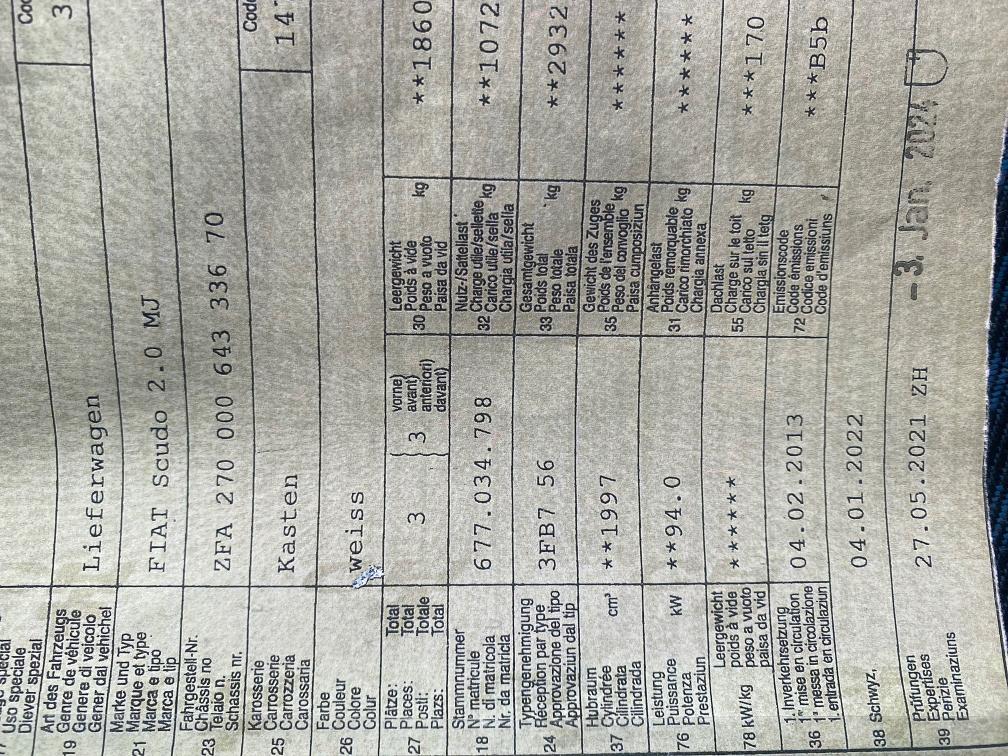 Uso speciale
Diever spezial
Art des Fahrzeugs
Genre de véhicule
19 Genere di veicolo
Gener dal vehichel
Lieferwagen
Cod
3
Marke und Typ
Marque et type
21 Marca e tipo
Marca e tip
FIAT Scudo 2.0 MJ
Fahrgestell-Nr.
Châssis no
23 Telaio n.
Schassis nr.
ZFA 270 000 643 336 70
Karosserie
Carrosserie
25 Carrozzeria
Carossaria
Kasten
Code
14
Farbe
Couleur
26 Colore
Colur
weiss
Plätze: Total
Places: Total
27 Posti: Totale
Plazs: Total
3 } 3 }
vorne)
avant)
anteriori)
davant)
Leergewicht
Poids à vide
30 Peso a vuoto kg
Paisa da vid
**1860
Stammnummer
N° matricule
18 N. di matricola
Nr. da matricla
677.034.798
Nutz-/Sattellast
Charge utile/sellette
32 Carico utile/sella kg
Chargia utila/sella
**1072
Typengenehmigung
Réception par type
24 Approvazione del tipo
Approvaziun dal tip
3FB7 56
Gesamtgewicht
Poids total
33 Peso totale kg
Paisa totala
**2932
Hubraum
Cylindrée
37 Cilindrata cm³
Cilindrada
**1997
Gewicht des Zuges
Poids de l'ensemble
35 Peso del convoglio kg
Paisa cumposiziun
******
Leistung
Puissance
76 Potenza kW
Prestaziun
**94.0
Anhängelast
Poids remorquable
31 Carico rimorchiato kg
Chargia annexa
******
Leergewicht
poids à vide
78 kW/kg peso a vuoto
paisa da vid
******
Dachlast
Charge sur le toit
55 Carico sul tetto kg
Chargia sin il tetg
***170
1. Inverkehrsetzung
1re mise en circulation
36 1a messa in circolazione
1. entrada en circulaziun
04.02.2013
Emissionscode
Code émissions
72 Codice emissioni
Code d'emissiuns
***B5b
38 Schwyz,
04.01.2022
Prüfungen
Expertises
39 Perizie
Examinaziuns
27.05.2021 ZH
-3. Jan. 2024